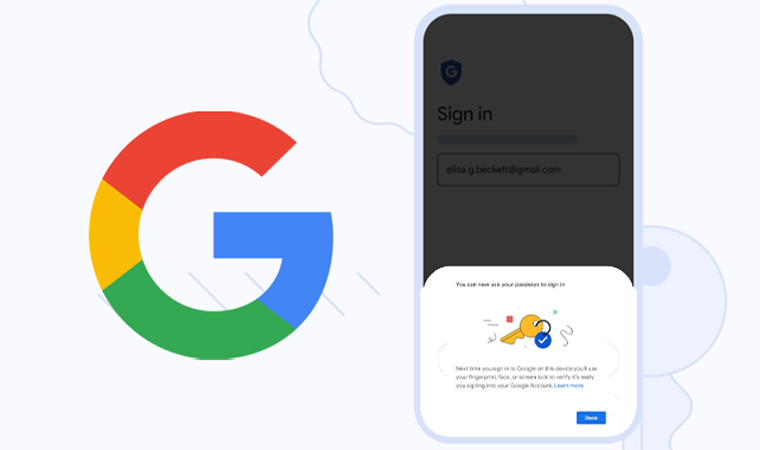 Sign in
elisa.g.beckett@gmail.com
You can now use your passkeys to sign in
Next time you sign in to Google on this device you'll use
your fingerprint, face, or screen lock to verify it's really
you signing into your Google Account. Learn more
Done